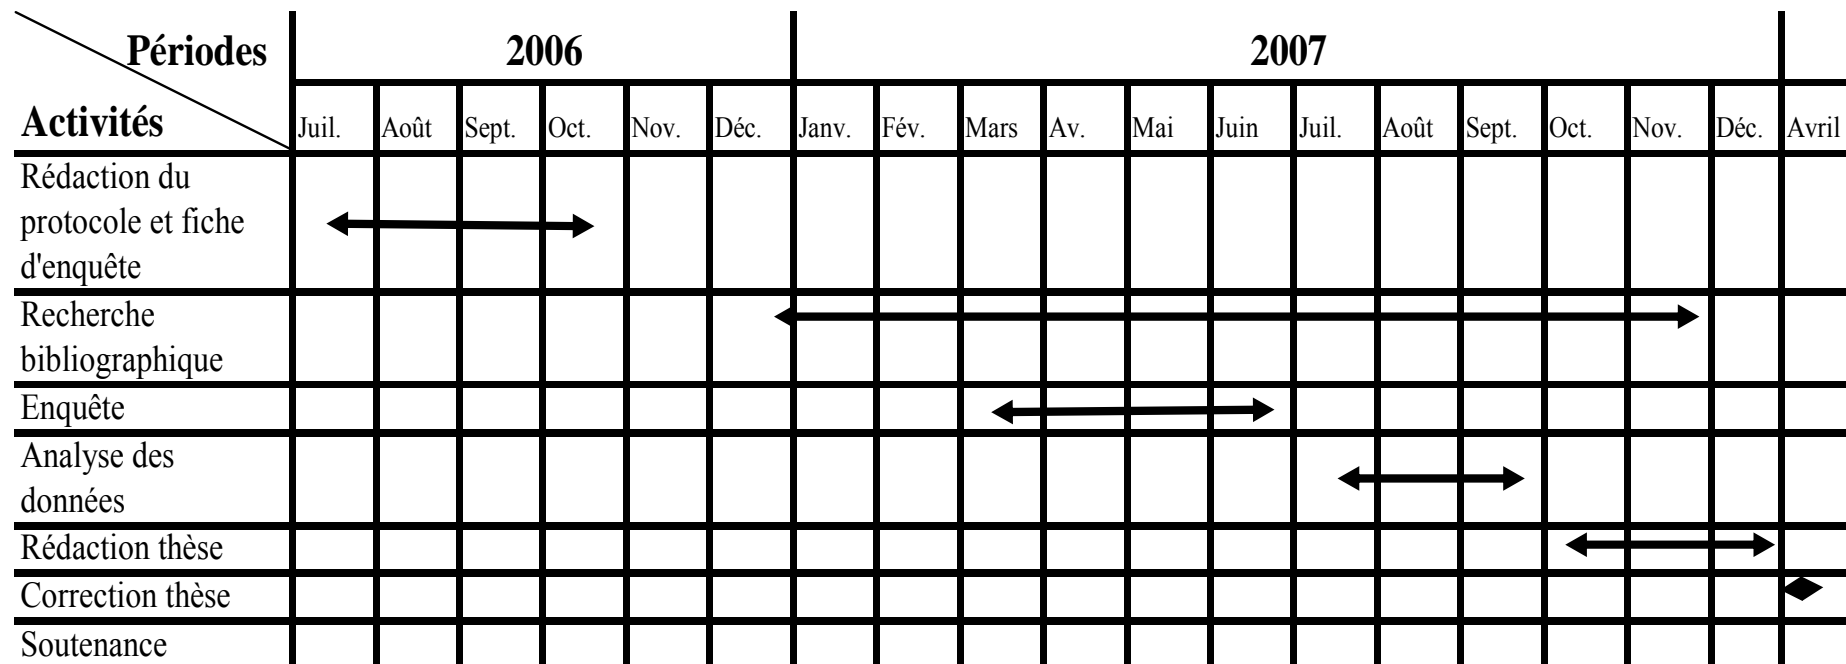 Périodes 2006 2007
Activités Juil. Août Sept. Oct. Nov. Déc. Janv. Fév. Mars Av. Mai Juin Juil. Août Sept. Oct. Nov. Déc. Avril
Rédaction du
protocole et fiche
d'enquête
Recherche
bibliographique
Enquête
Analyse des
données
Rédaction thèse
Correction thèse
Soutenance